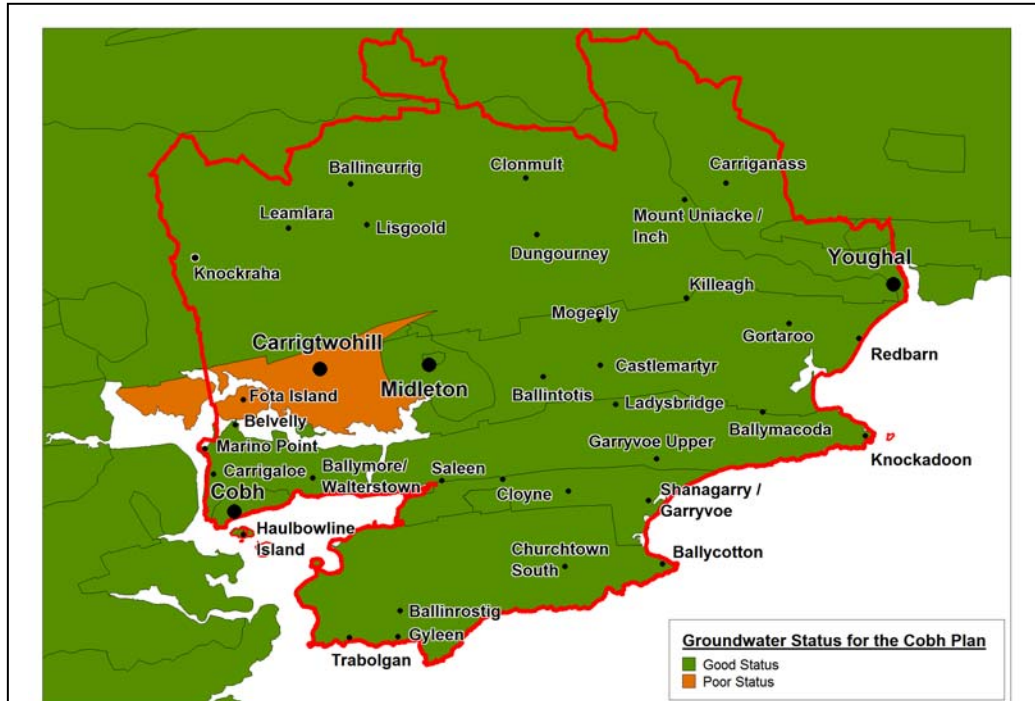 Ballincurrig
Clonmult
Carriganass
Leamlara
Lisgoold
Mount Uniacke /
Inch
Dungourney
Knockraha
Youghal
Killeagh
Mogeely
Gortaroo
Carrigtwohill
Redbarn
Midleton
Castlemartyr
Fota Island
Ballintotis
Ladysbridge
Belvelly
Ballymacoda
Marino Point
Garryvoe Upper
Knockadoon
Carrigaloe
Ballymore/
Walterstown
Saleen
Cobh
Cloyne
Shanagarry /
Garryvoe
Haulbowline
Island
Churchtown
South
Ballycotton
Ballinrostig
Gyleen
Trabolgan
Groundwater Status for the Cobh Plan
Good Status
Poor Status